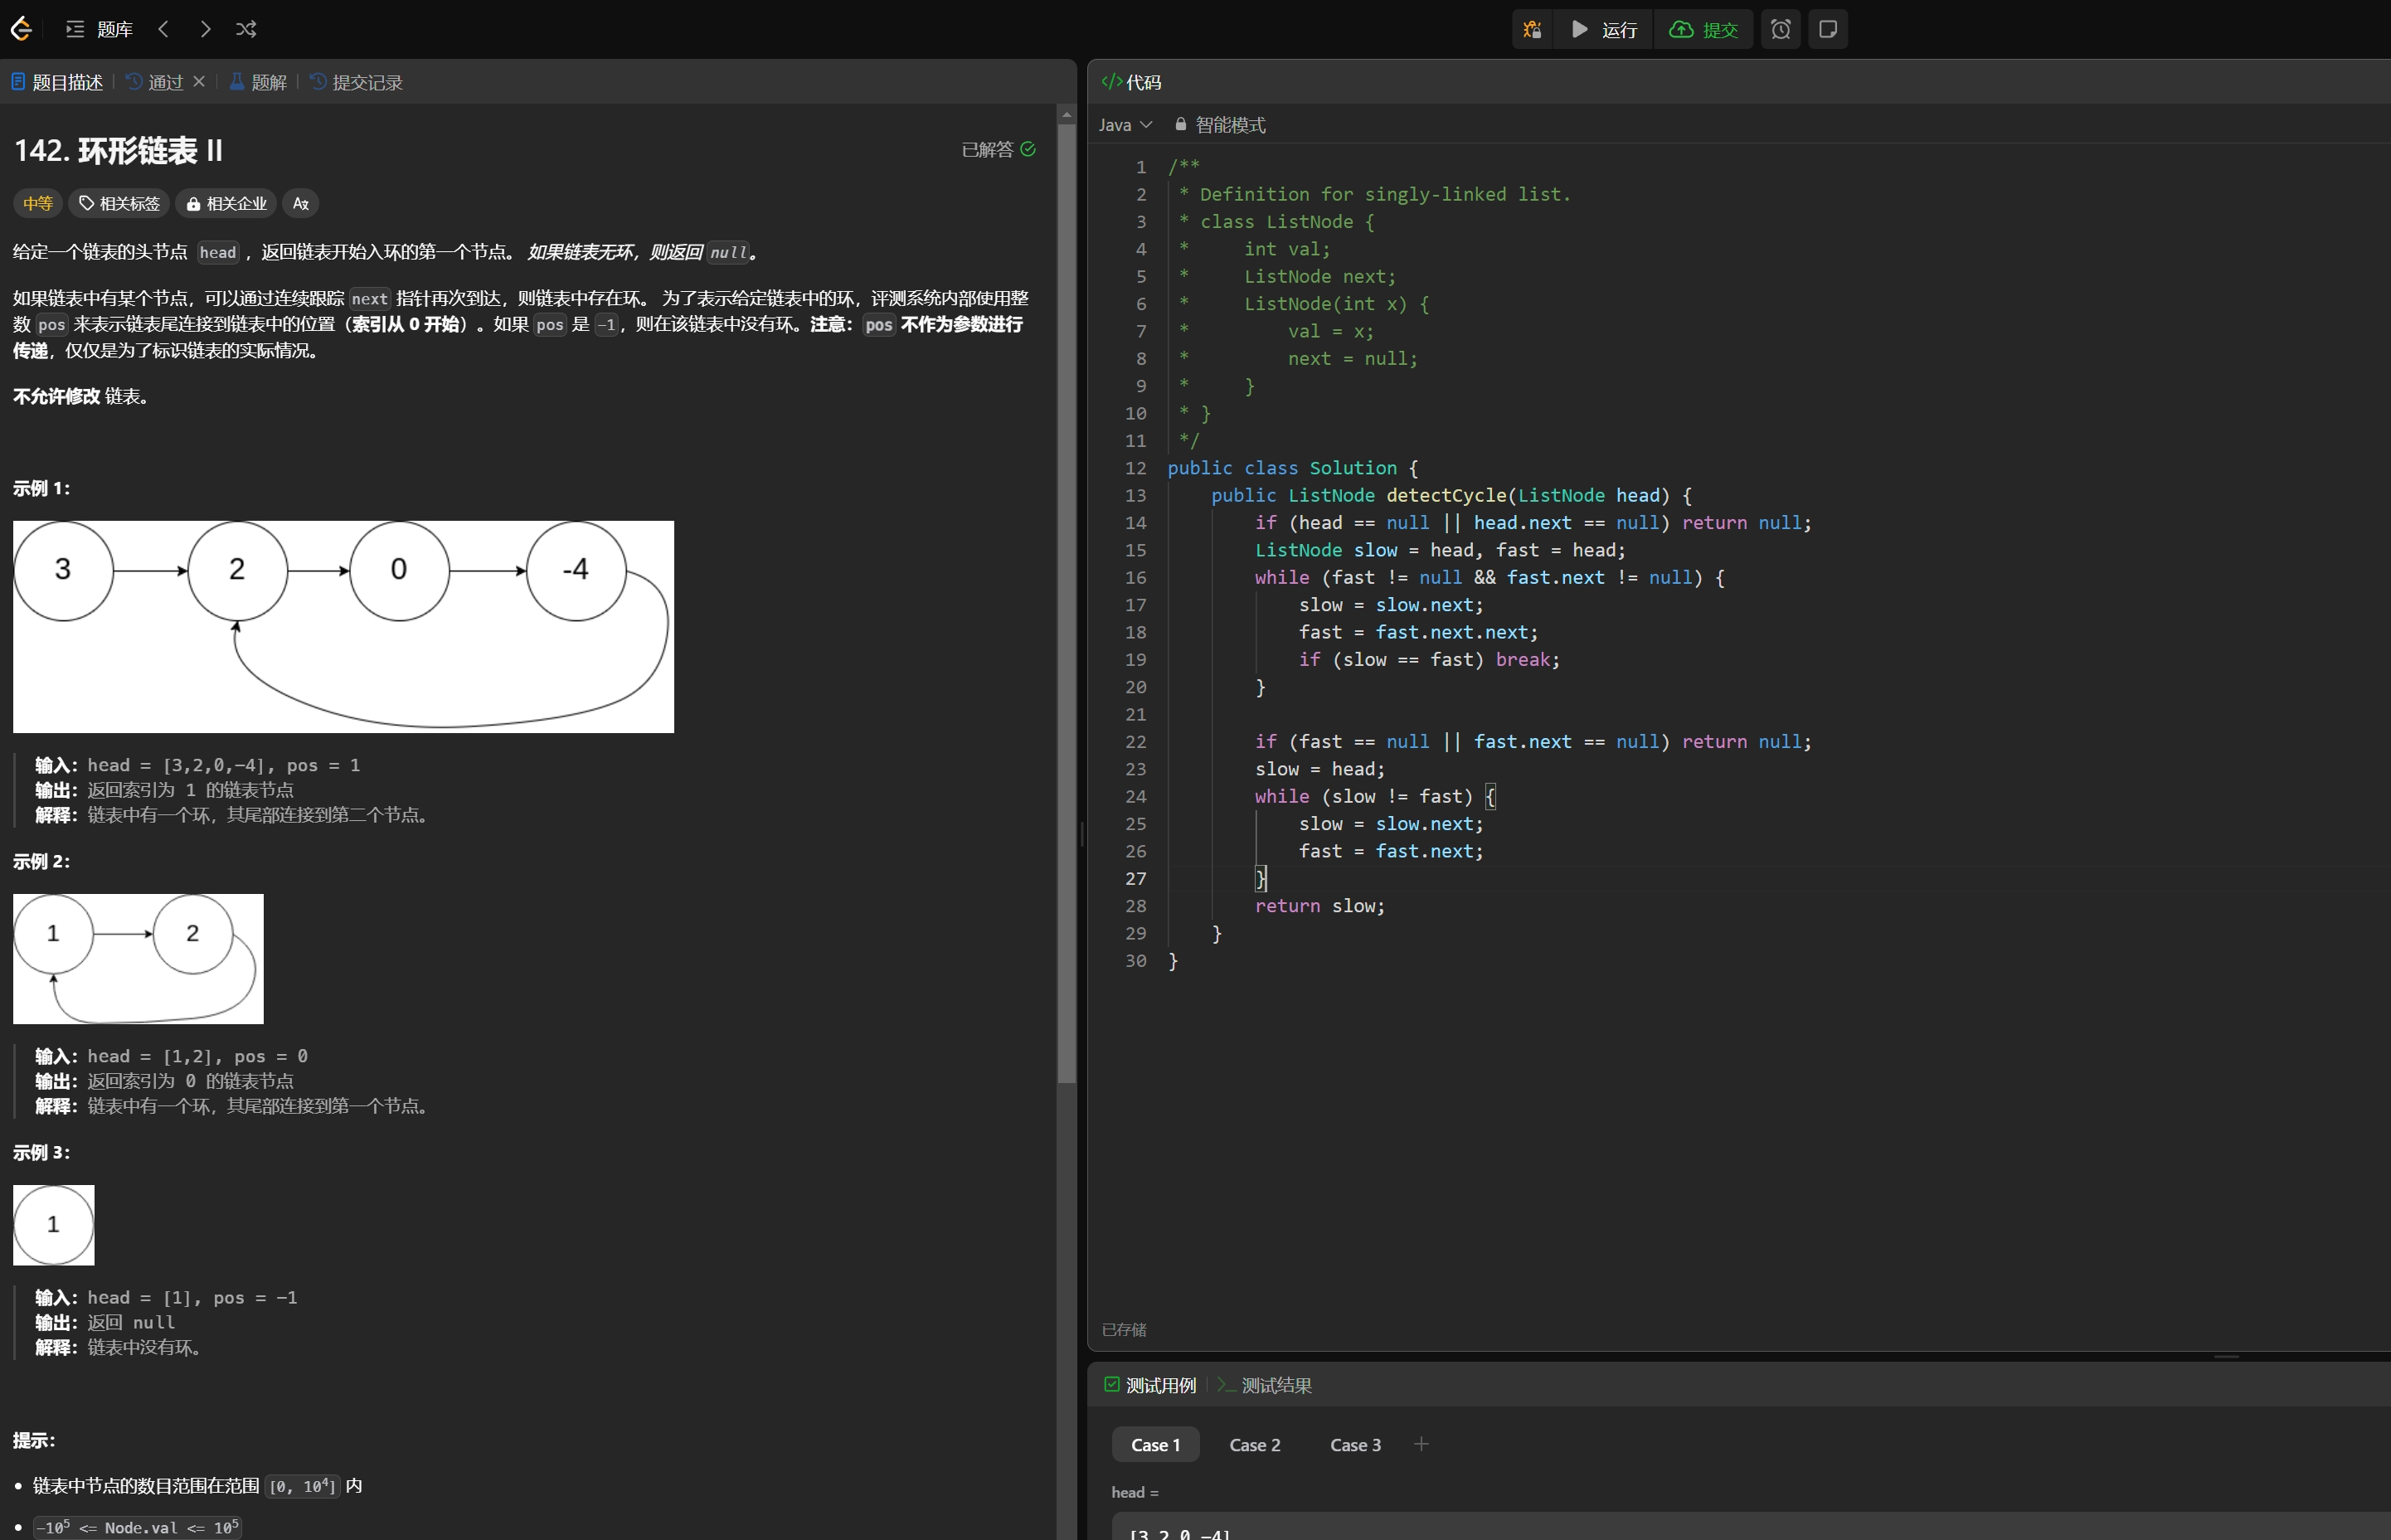 题库
运行
提交
题目描述
通过
题解
提交记录
142. 环形链表 II
已解答
中等
相关标签
相关企业
给定一个链表的头节点 head ，返回链表开始入环的第一个节点。 如果链表无环，则返回 null。
如果链表中有某个节点，可以通过连续跟踪 next 指针再次到达，则链表中存在环。 为了表示给定链表中的环，评测系统内部使用整
数 pos 来表示链表尾连接到链表中的位置（索引从 0 开始）。如果 pos 是 -1，则在该链表中没有环。注意：pos 不作为参数进行
传递，仅仅是为了标识链表的实际情况。
不允许修改 链表。
示例 1：
3
2
0
-4
输入：head = [3,2,0,-4], pos = 1
输出：返回索引为 1 的链表节点
解释：链表中有一个环，其尾部连接到第二个节点。
示例 2：
1
2
输入：head = [1,2], pos = 0
输出：返回索引为 0 的链表节点
解释：链表中有一个环，其尾部连接到第一个节点。
示例 3：
1
输入：head = [1], pos = -1
输出：返回 null
解释：链表中没有环。
提示：
• 链表中节点的数目范围在范围 [0, 10⁴] 内
• -10⁵ <= Node.val <= 10⁵
</> 代码
Java
智能模式
1 /**
2  * Definition for singly-linked list.
3  * class ListNode {
4  *     int val;
5  *     ListNode next;
6  *     ListNode(int x) {
7  *         val = x;
8  *         next = null;
9  *     }
10  * }
11  */
12 public class Solution {
13     public ListNode detectCycle(ListNode head) {
14         if (head == null || head.next == null) return null;
15         ListNode slow = head, fast = head;
16         while (fast != null && fast.next != null) {
17             slow = slow.next;
18             fast = fast.next.next;
19             if (slow == fast) break;
20         }
21
22         if (fast == null || fast.next == null) return null;
23         slow = head;
24         while (slow != fast) {
25             slow = slow.next;
26             fast = fast.next;
27         }
28         return slow;
29     }
30 }
已存储
测试用例
测试结果
Case 1
Case 2
Case 3
head =
[3,2,0,-4]